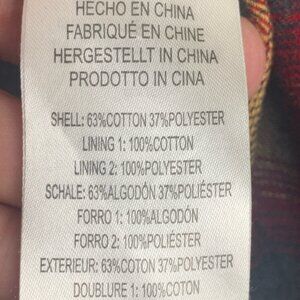 HECHO EN CHINA
FABRIQUÉ EN CHINE
HERGESTELLT IN CHINA
PRODOTTO IN CINA
SHELL: 63%COTTON 37%POLYESTER
LINING 1: 100%COTTON
LINING 2: 100%POLYESTER
SCHALE: 63%ALGODÓN 37%POLIÉSTER
FORRO 1: 100%ALGODÓN
FORRO 2: 100%POLIÉSTER
EXTERIEUR: 63%COTON 37%POLYESTER
DOUBLURE 1: 100%COTON